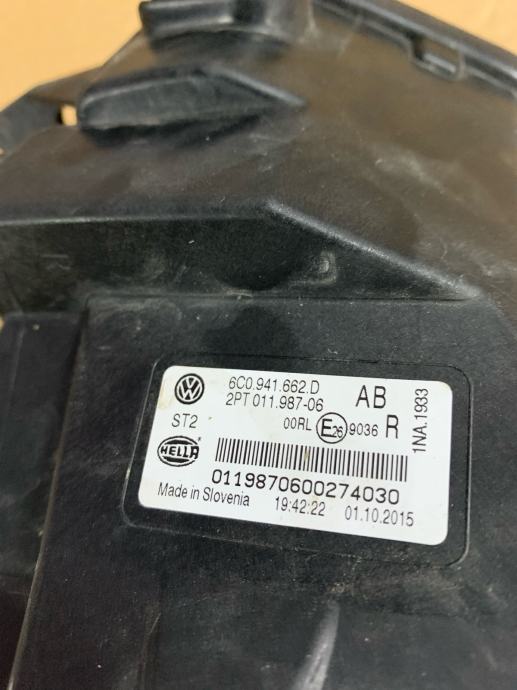 6C0.941.662.D AB
2PT 011.987-06
ST2 00RL E26 9036 R
1NA.1933
HELLA
0119870600274030
Made in Slovenia 19:42:22 01.10.2015